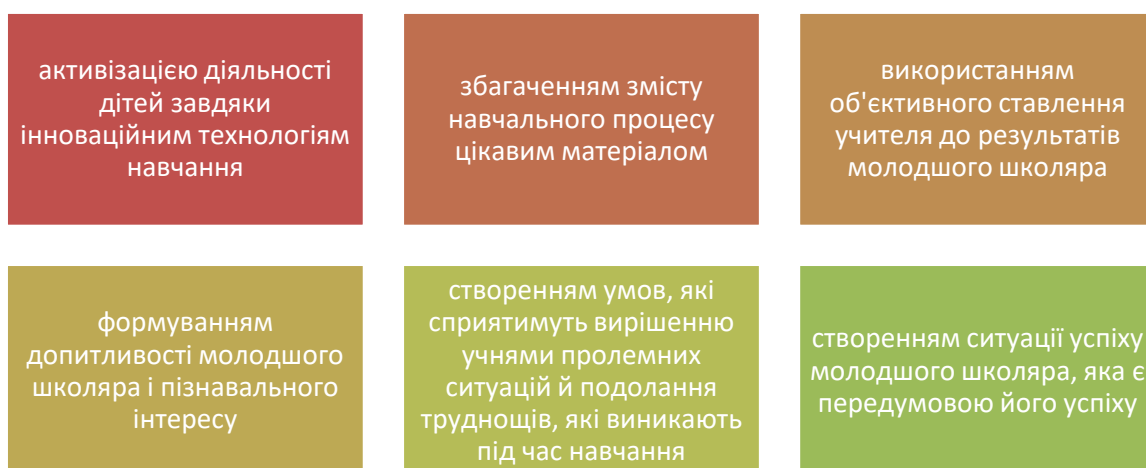 активізацією діяльності
дітей завдяки
інноваційним технологіям
навчання
збагаченням змісту
навчального процесу
цікавим матеріалом
використанням
об'єктивного ставлення
учителя до результатів
молодшого школяра
формуванням
допитливості молодшого
школяра і пізнавального
інтересу
створенням умов, які
сприятимуть вирішенню
учнями пролемних
ситуацій й подолання
труднощів, які виникають
під час навчання
створенням ситуації успіху
молодшого школяра, яка є
передумовою його успіху